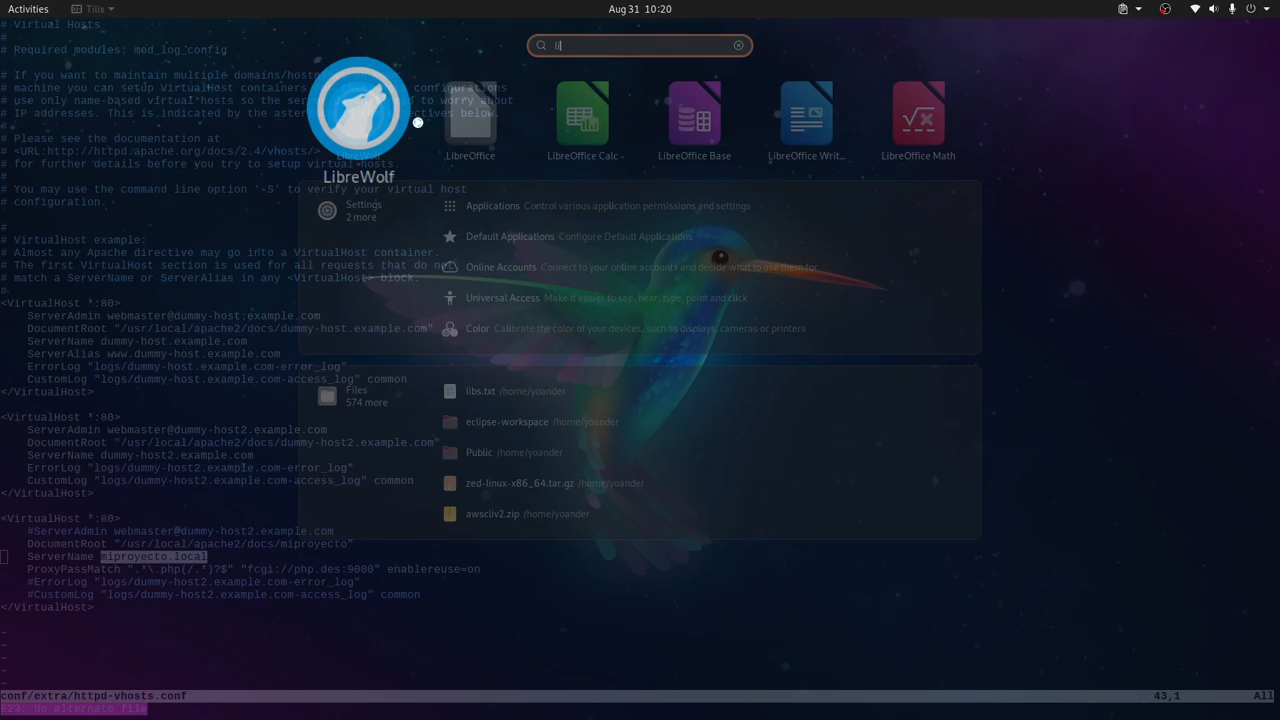 Activities
Tilix
Aug 31 10:20
li
LibreWolf
LibreWolf
LibreOffice
LibreOffice Calc
LibreOffice Base
LibreOffice Writ...
LibreOffice Math
Settings
2 more
Applications Control various application permissions and settings
Default Applications Configure Default Applications
Online Accounts Connect to your online accounts and decide what to use them for
Universal Access Make it easier to see, hear, type, point and click
Color Calibrate the color of your devices, such as displays, cameras or printers
Files
574 more
libs.txt /home/yoander
eclipse-workspace /home/yoander
Public /home/yoander
zed-linux-x86_64.tar.gz /home/yoander
awscliv2.zip /home/yoander
# Virtual Hosts
#
# Required modules: mod_log_config
# If you want to maintain multiple domains/hostn
machine you can setup VirtualHost containers configurations
# use only name-based virtual hosts so the ser d to worry about
# IP addresses. This is indicated by the aster ctives below.
#
# Please see the documentation at
# <URL:http://httpd.apache.org/docs/2.4/vhosts/>
# for further details before you try to setup virtual hosts.
#
# You may use the command line option '-S' to verify your virtual host
# configuration.
#
# VirtualHost example:
# Almost any Apache directive may go into a VirtualHost container.
# The first VirtualHost section is used for all requests that do not
# match a ServerName or ServerAlias in any <VirtualHost> block.
#
<VirtualHost *:80>
ServerAdmin webmaster@dummy-host.example.com
DocumentRoot "/usr/local/apache2/docs/dummy-host.example.com"
ServerName dummy-host.example.com
ServerAlias www.dummy-host.example.com
ErrorLog "logs/dummy-host.example.com-error_log"
CustomLog "logs/dummy-host.example.com-access_log" common
</VirtualHost>
<VirtualHost *:80>
ServerAdmin webmaster@dummy-host2.example.com
DocumentRoot "/usr/local/apache2/docs/dummy-host2.example.com"
ServerName dummy-host2.example.com
ErrorLog "logs/dummy-host2.example.com-error_log"
CustomLog "logs/dummy-host2.example.com-access_log" common
</VirtualHost>
<VirtualHost *:80>
#ServerAdmin webmaster@dummy-host2.example.com
DocumentRoot "/usr/local/apache2/docs/miproyecto"
ServerName miproyecto.local
ProxyPassMatch ".*\.php(/.*)?$" "fcgi://php.des:9000" enablereuse=on
#ErrorLog "logs/dummy-host2.example.com-error_log"
#CustomLog "logs/dummy-host2.example.com-access_log" common
</VirtualHost>
~
~
~
~
~
conf/extra/httpd-vhosts.conf 43,1 All
E23: No alternate file